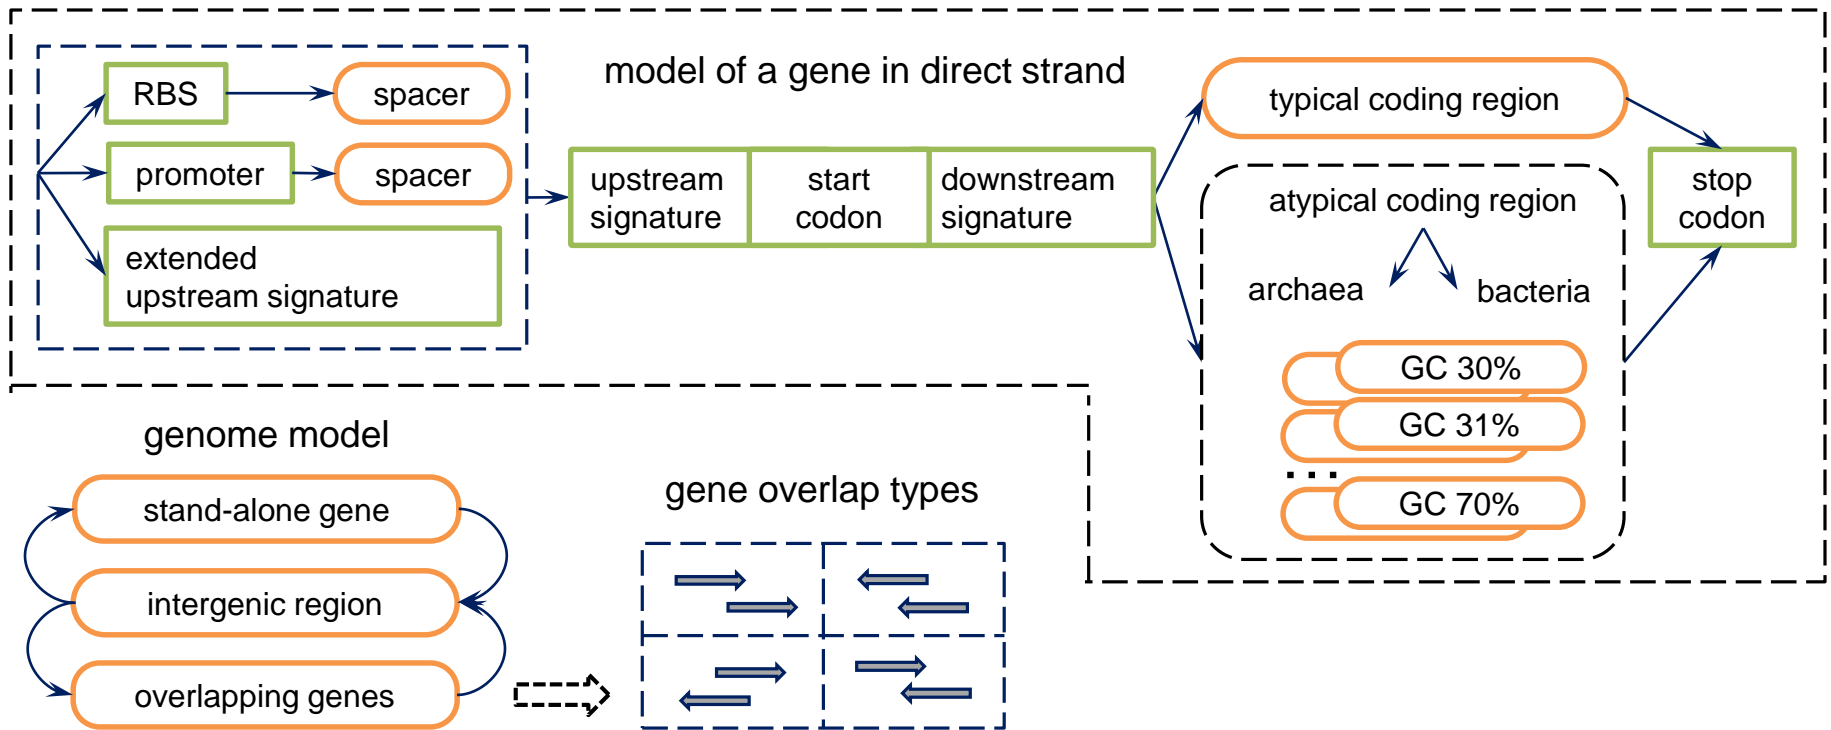 model of a gene in direct strand
RBS
spacer
promoter
spacer
extended
upstream signature
upstream
signature
start
codon
downstream
signature
typical coding region
atypical coding region
archaea
bacteria
GC 30%
GC 31%
...
GC 70%
stop
codon
genome model
stand-alone gene
intergenic region
overlapping genes
gene overlap types